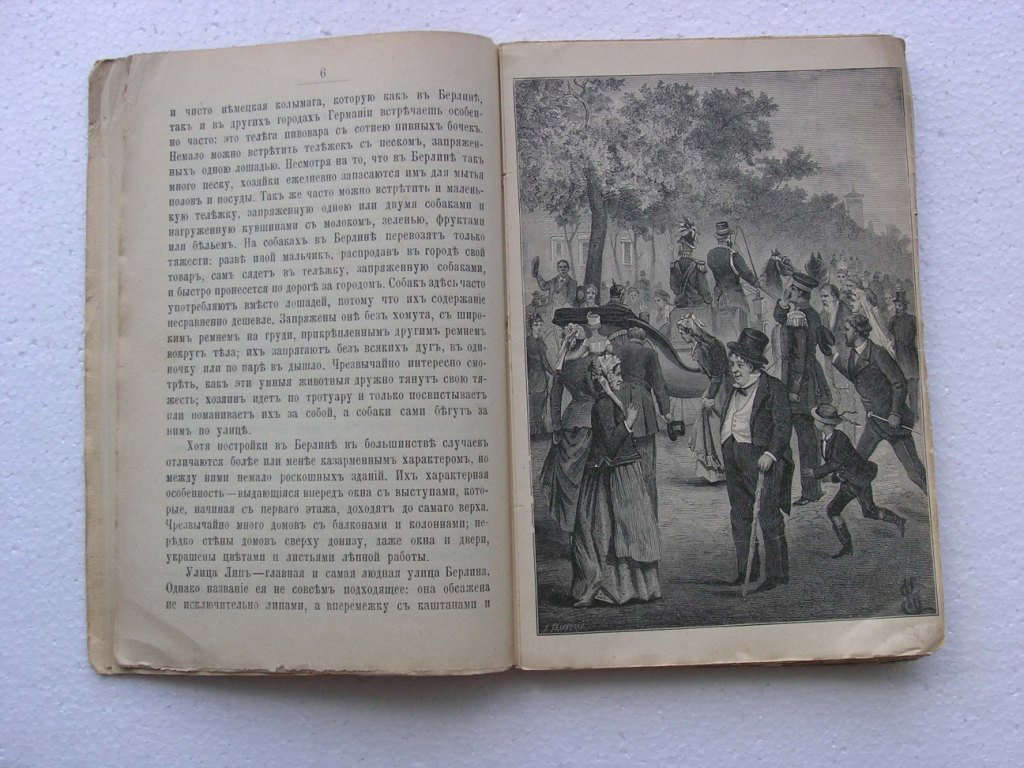 6
и чисто нѣмецкая колымага, которую какъ въ Берлинѣ,
такъ и въ другихъ городахъ Германіи встрѣчаешь особен-
но часто: это телѣга пивовара съ сотнею пивныхъ бочекъ.
Немало можно встрѣтить телѣжекъ съ пескомъ, запряжен-
ныхъ одною лошадью. Несмотря на то, что въ Берлинѣ такъ
много песку, хозяйки ежедневно запасаются имъ для мытья
половъ и посуды. Такъ же часто можно встрѣтить и малень-
кую телѣжку, запряженную одною или двумя собаками и
нагруженную кувшинами съ молокомъ, зеленью, фруктами
или бѣльемъ. На собакахъ въ Берлинѣ перевозятъ только
тяжести: развѣ иной мальчикъ, распродавъ въ городѣ свой
товаръ, самъ сядетъ въ телѣжку, запряженную собаками,
и быстро пронесется по дорогѣ за городомъ. Собакъ здѣсь часто
употребляютъ вмѣсто лошадей, потому что ихъ содержаніе
несравненно дешевле. Запряжены онѣ безъ хомута, съ широ-
кимъ ремнемъ на груди, прикрѣпленнымъ другимъ ремнемъ
вокругъ тѣла; ихъ запрягаютъ безъ всякихъ дугъ, въ оди-
ночку или по парѣ въ дышло. Чрезвычайно интересно смо-
трѣть, какъ эти умныя животныя дружно тянутъ свою тя-
жесть; хозяинъ идетъ по тротуару и только посвистываетъ
или поманиваетъ ихъ за собой, а собаки сами бѣгутъ за
нимъ по улицѣ.
Хотя постройки въ Берлинѣ въ большинствѣ случаевъ
отличаются болѣе или менѣе казарменнымъ характеромъ, но
между ними немало роскошныхъ зданій. Ихъ характерная
особенность—выдающіяся впередъ окна съ выступами, кото-
рые, начиная съ перваго этажа, доходятъ до самаго верха.
Чрезвычайно много домовъ съ балконами и колоннами; не-
рѣдко стѣны домовъ сверху донизу, даже окна и двери,
украшены цвѣтами и листьями лѣпной работы.
Улица Липъ—главная и самая людная улица Берлина.
Однако названіе ея не совсѣмъ подходящее: она обсажена
не исключительно липами, а вперемежку съ каштанами и